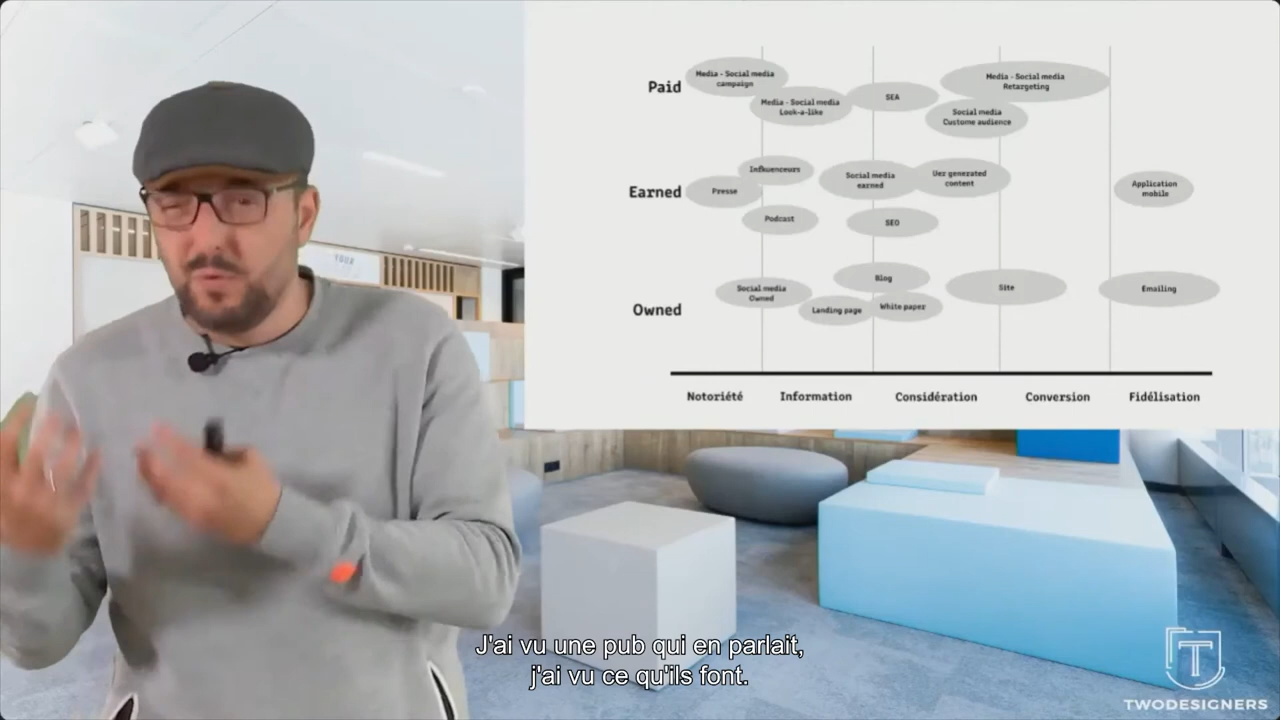 Paid
Media - Social media
campaign
Media - Social media
Look-a-like
SEA
Media - Social media
Retargeting
Social media
Custome audience
Earned
Presse
Infkuenceurs
Podcast
Social media
earned
Uer generated
content
SEO
Application
mobile
Owned
Social media
Owned
Landing page
Blog
White paper
Site
Emailing
Notoriété
Information
Considération
Conversion
Fidélisation
YOUR
J'ai vu une pub qui en parlait,
j'ai vu ce qu'ils font.
T
TWODESIGNERS